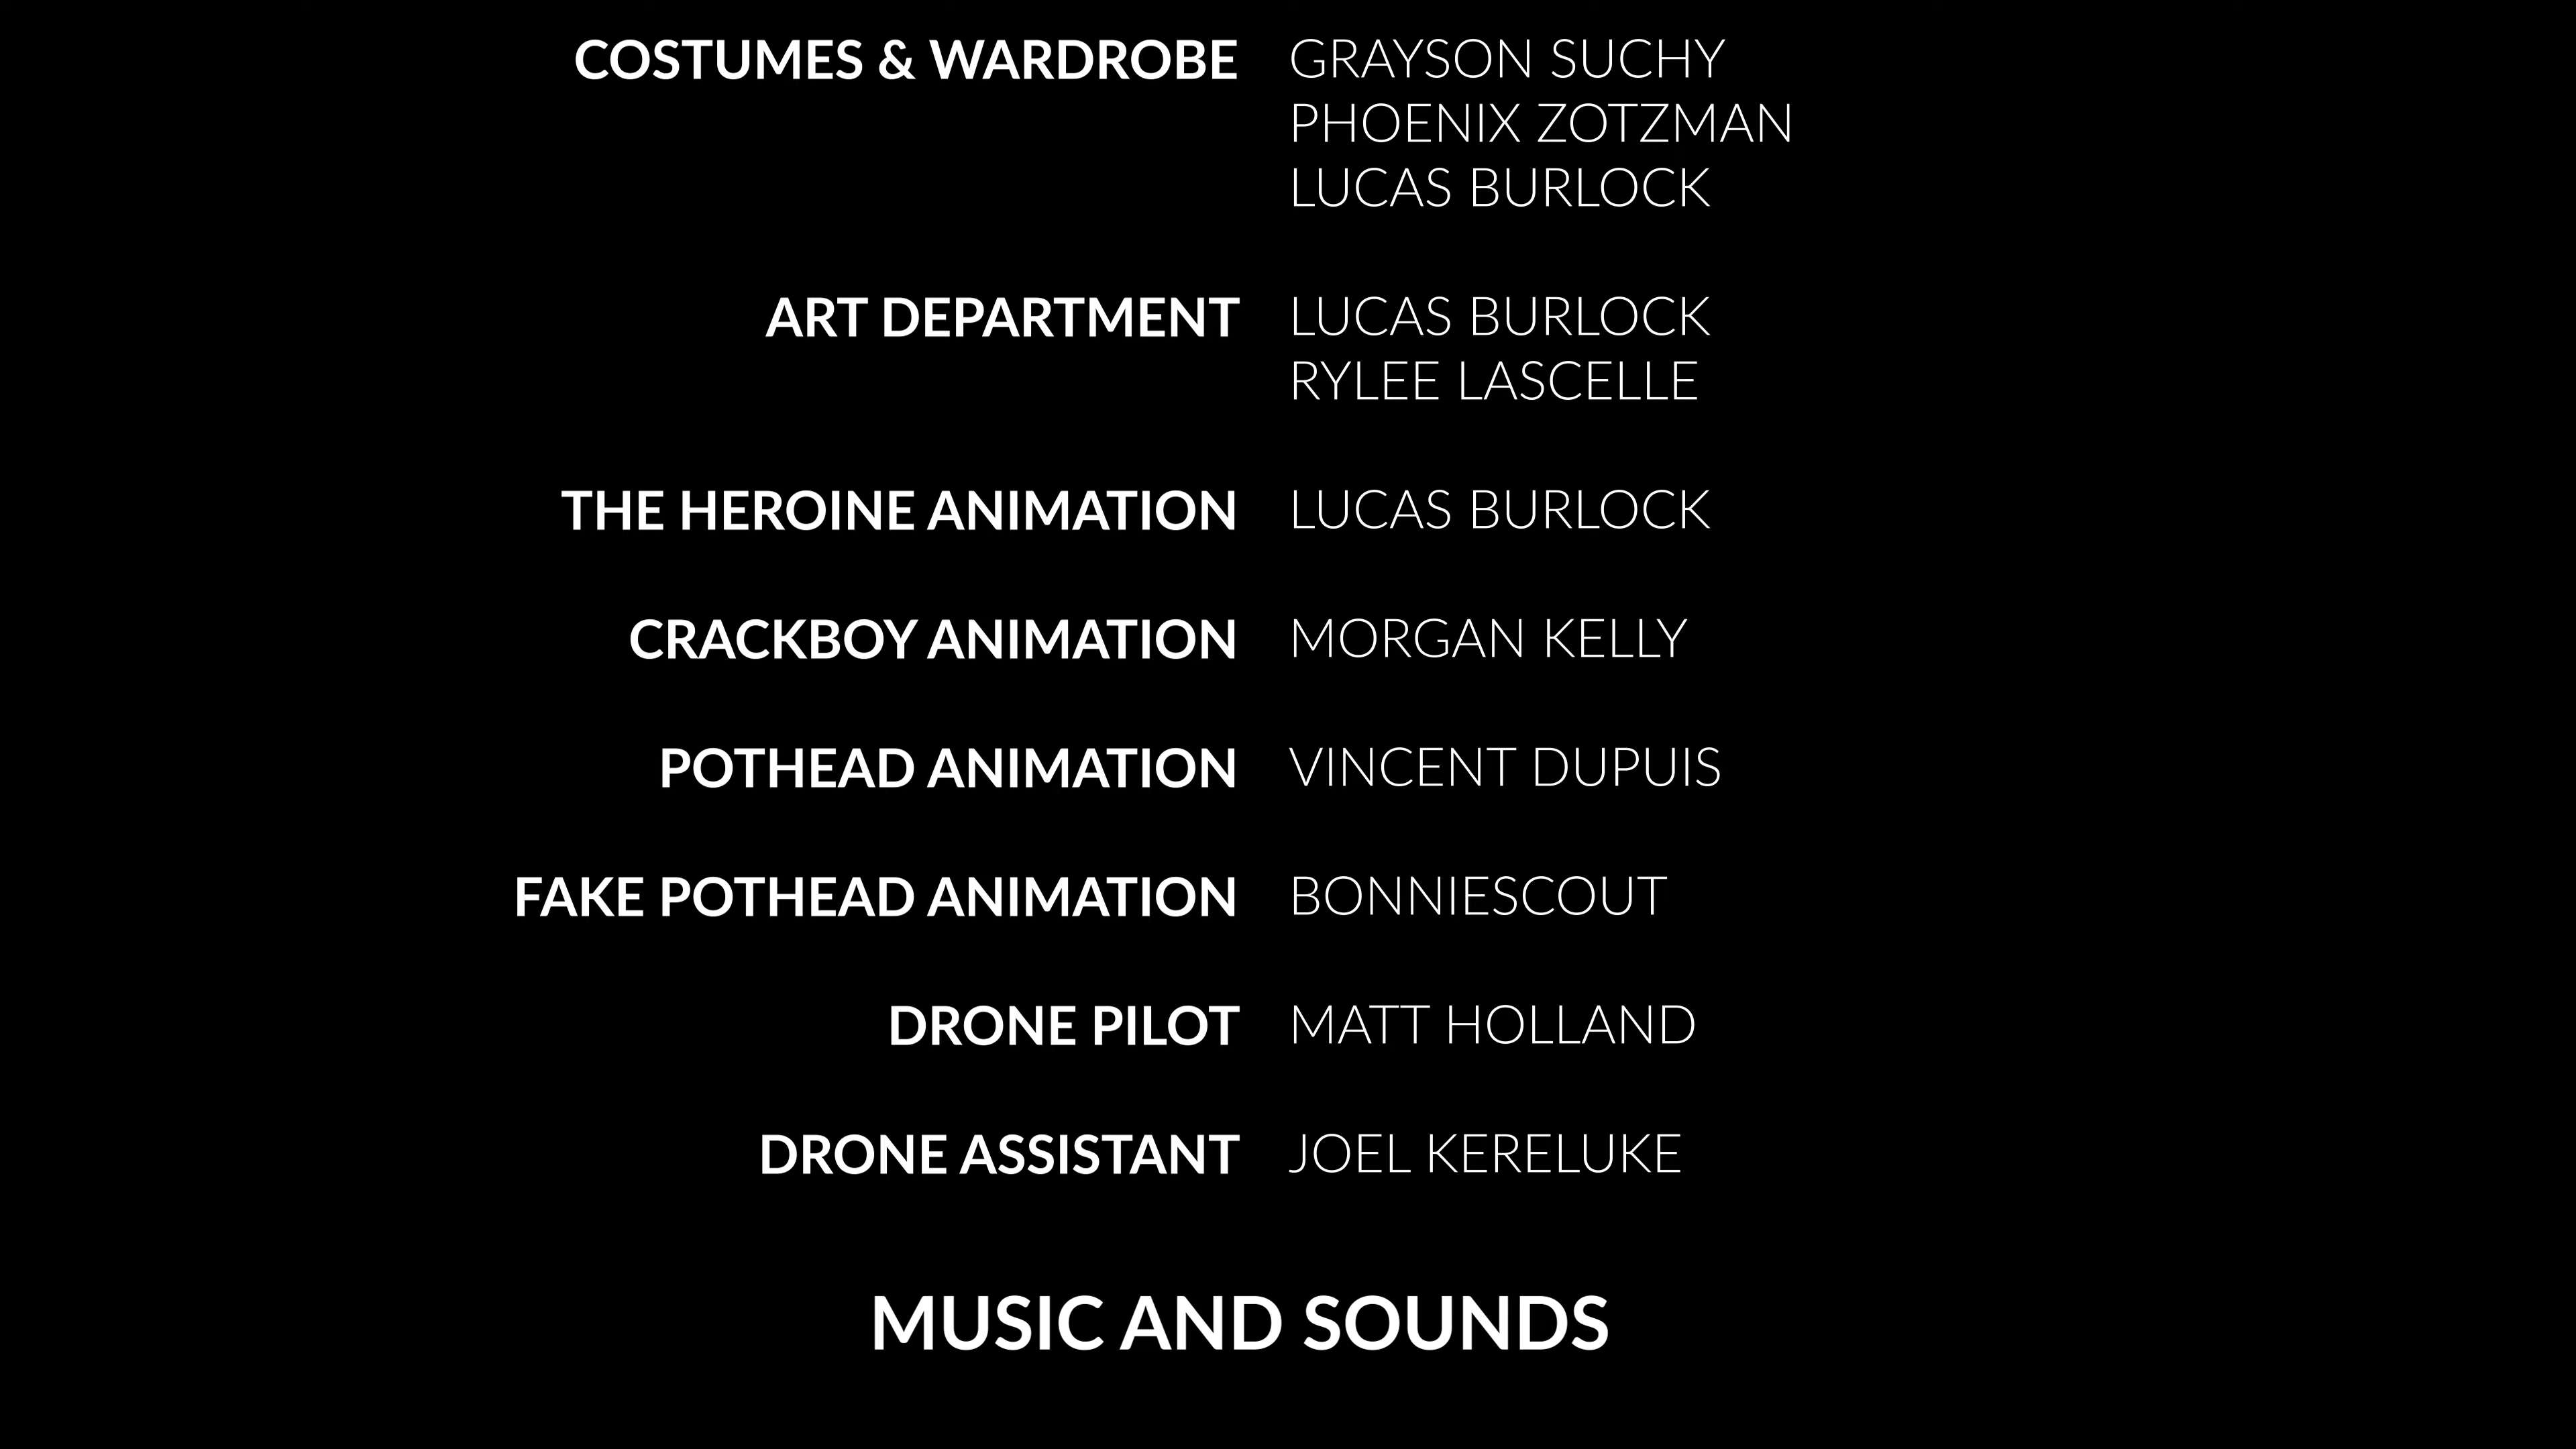 COSTUMES & WARDROBE GRAYSON SUCHY
PHOENIX ZOTZMAN
LUCAS BURLOCK
ART DEPARTMENT LUCAS BURLOCK
RYLEE LASCELLE
THE HEROINE ANIMATION LUCAS BURLOCK
CRACKBOY ANIMATION MORGAN KELLY
POTHEAD ANIMATION VINCENT DUPUIS
FAKE POTHEAD ANIMATION BONNIESCOUT
DRONE PILOT MATT HOLLAND
DRONE ASSISTANT JOEL KERELUKE
MUSIC AND SOUNDS